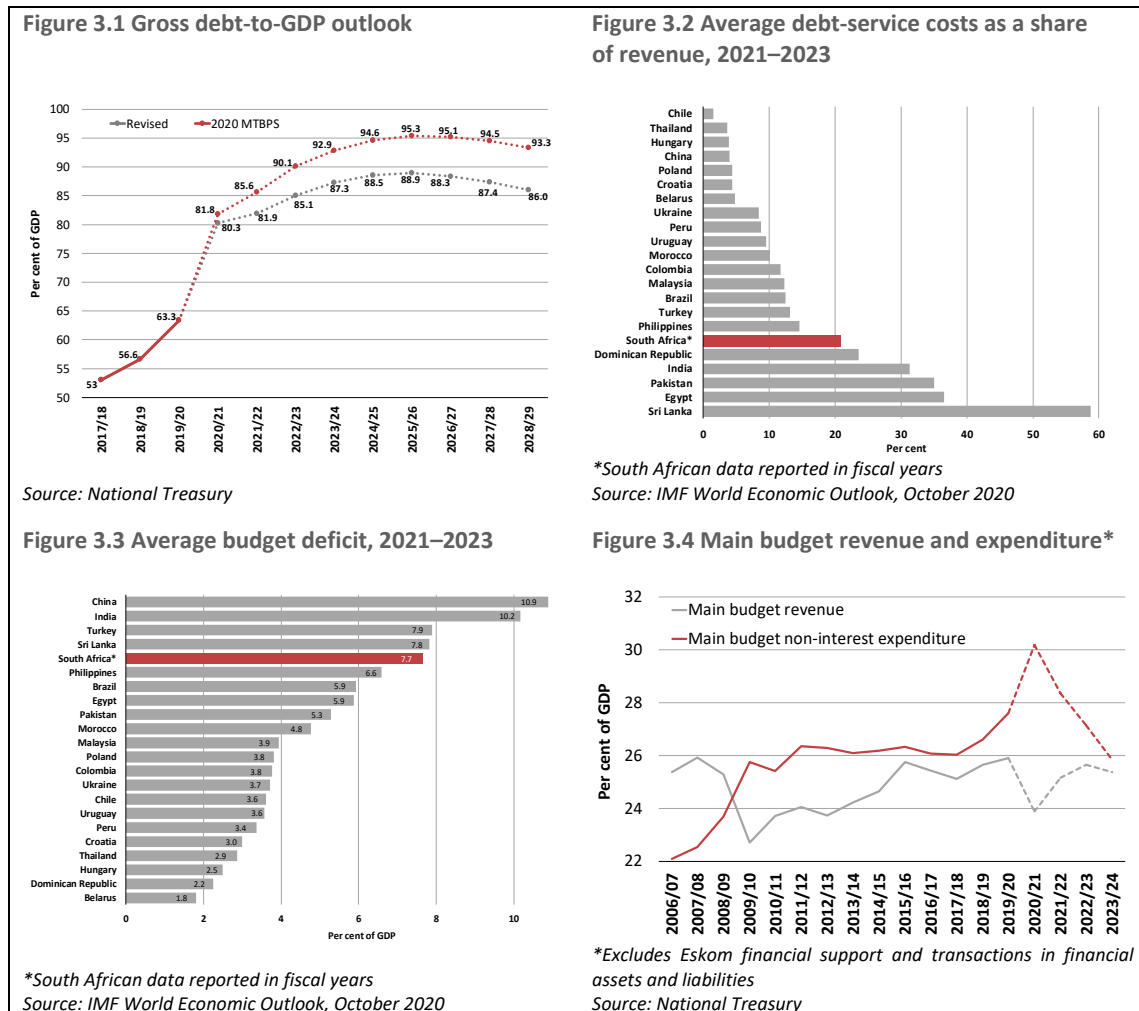 Figure 3.1 Gross debt-to-GDP outlook
Per cent of GDP
100
95
90
85
80
75
70
65
60
55
50
Revised
2020 MTBPS
53
56.6
63.3
81.8
85.6
90.1
92.9
94.6
95.3
95.1
94.5
93.3
80.3
81.9
85.1
87.3
88.5
88.9
88.3
87.4
86.0
2017/18
2018/19
2019/20
2020/21
2021/22
2022/23
2023/24
2024/25
2025/26
2026/27
2027/28
2028/29
Source: National Treasury
Figure 3.2 Average debt-service costs as a share
of revenue, 2021–2023
Chile
Thailand
Hungary
China
Poland
Croatia
Belarus
Ukraine
Peru
Uruguay
Morocco
Colombia
Malaysia
Brazil
Turkey
Philippines
South Africa*
Dominican Republic
India
Pakistan
Egypt
Sri Lanka
0
10
20
30
40
50
60
Per cent
*South African data reported in fiscal years
Source: IMF World Economic Outlook, October 2020
Figure 3.3 Average budget deficit, 2021–2023
China 10.9
India 10.2
Turkey 7.9
Sri Lanka 7.8
South Africa* 7.7
Philippines 6.6
Brazil 5.9
Egypt 5.9
Pakistan 5.3
Morocco 4.8
Malaysia 3.9
Poland 3.8
Colombia 3.8
Ukraine 3.7
Chile 3.6
Uruguay 3.6
Peru 3.4
Croatia 3.0
Thailand 2.9
Hungary 2.5
Dominican Republic 2.2
Belarus 1.8
0
2
4
6
8
10
Per cent of GDP
*South African data reported in fiscal years
Source: IMF World Economic Outlook, October 2020
Figure 3.4 Main budget revenue and expenditure*
Per cent of GDP
32
30
28
26
24
22
Main budget revenue
Main budget non-interest expenditure
2006/07
2007/08
2008/09
2009/10
2010/11
2011/12
2012/13
2013/14
2014/15
2015/16
2016/17
2017/18
2018/19
2019/20
2020/21
2021/22
2022/23
2023/24
*Excludes Eskom financial support and transactions in financial
assets and liabilities
Source: National Treasury